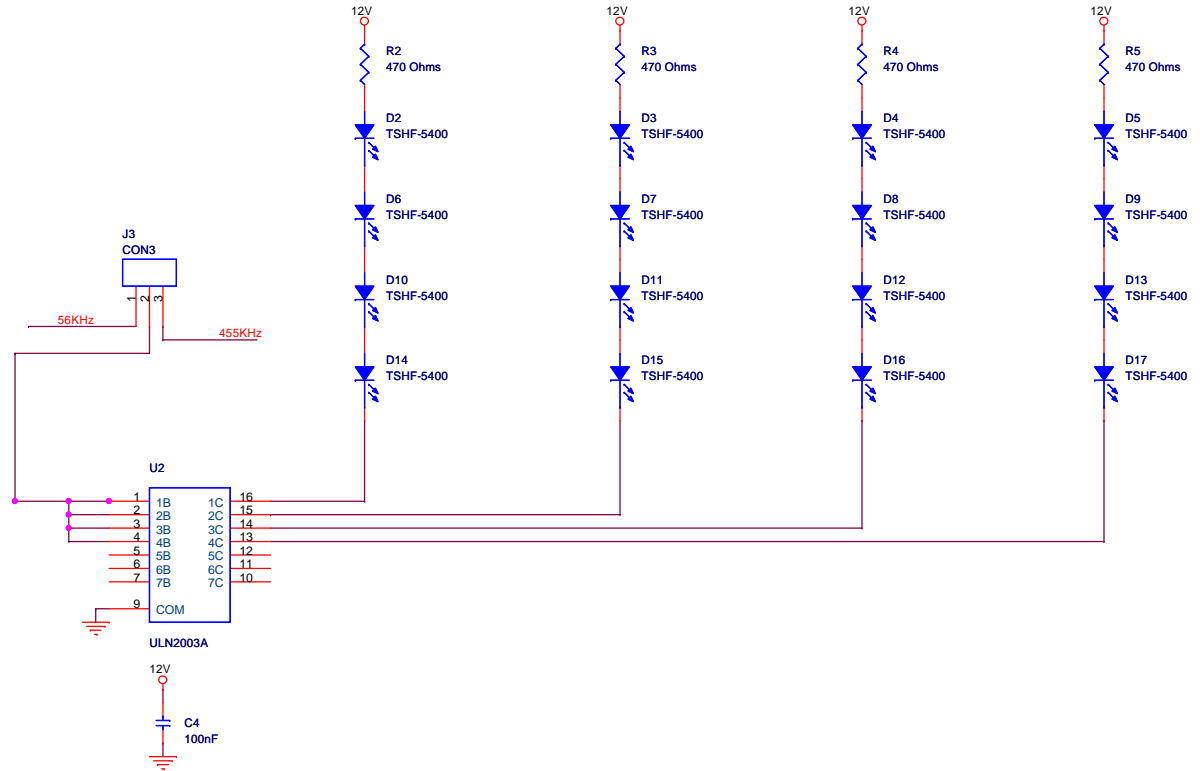 12V
12V
12V
12V
R2
470 Ohms
R3
470 Ohms
R4
470 Ohms
R5
470 Ohms
D2
TSHF-5400
D3
TSHF-5400
D4
TSHF-5400
D5
TSHF-5400
D6
TSHF-5400
D7
TSHF-5400
D8
TSHF-5400
D9
TSHF-5400
J3
CON3
1
2
3
56KHz
455KHz
D10
TSHF-5400
D11
TSHF-5400
D12
TSHF-5400
D13
TSHF-5400
D14
TSHF-5400
D15
TSHF-5400
D16
TSHF-5400
D17
TSHF-5400
U2
1 1B 1C 16
2 2B 2C 15
3 3B 3C 14
4 4B 4C 13
5 5B 5C 12
6 6B 6C 11
7 7B 7C 10
9 COM
ULN2003A
12V
C4
100nF